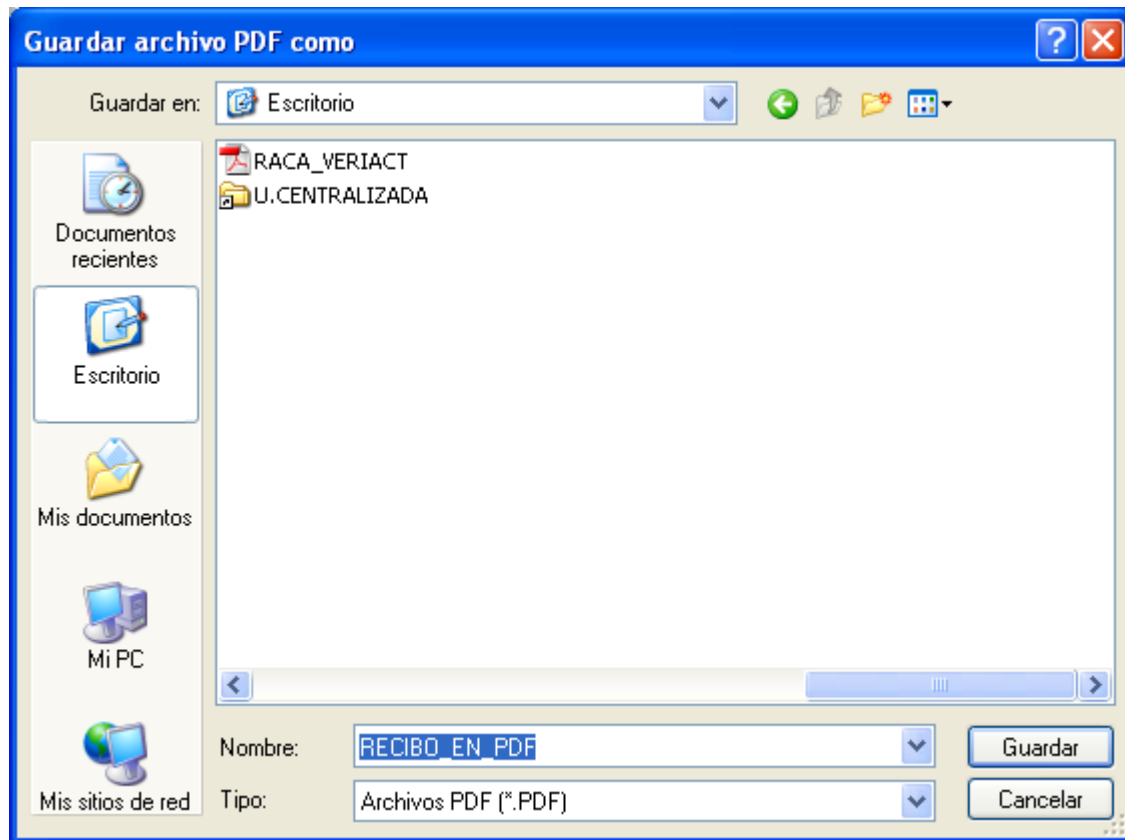 Guardar archivo PDF como
Guardar en: Escritorio
RACA_VERIACT
U.CENTRALIZADA
Documentos
recientes
Escritorio
Mis documentos
Mi PC
Mis sitios de red
Nombre: RECIBO_EN_PDF Guardar
Tipo: Archivos PDF (*.PDF) Cancelar